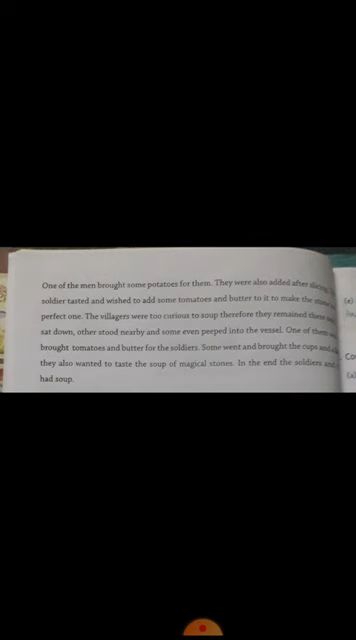 One of the men brought some potatoes for them. They were also added after slicing.
soldier tasted and wished to add some tomatoes and butter to it to make the
perfect one. The villagers were too curious to soup therefore they remained there
sat down, other stood nearby and some even peeped into the vessel. One of them
brought tomatoes and butter for the soldiers. Some went and brought the cups and
they also wanted to taste the soup of magical stones. In the end the soldiers and
had soup.
(e)
Co
(a)